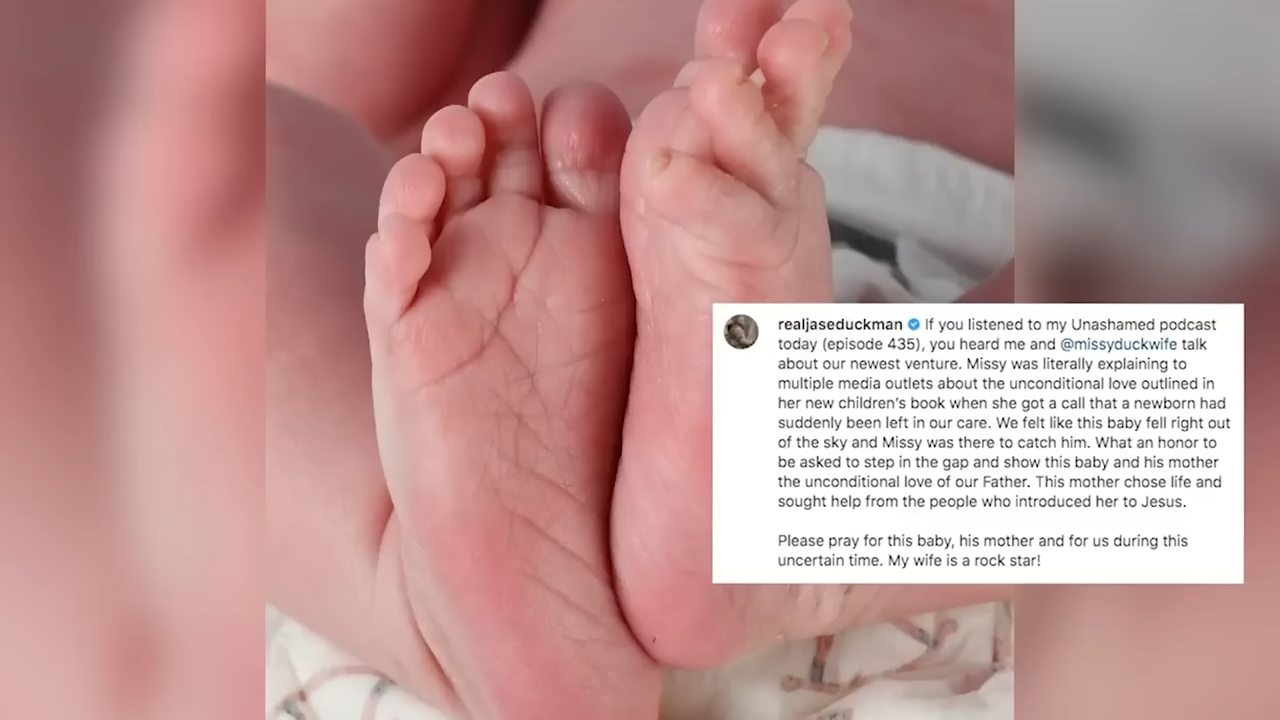 realjaseduckman If you listened to my Unashamed podcast
today (episode 435), you heard me and @missyduckwife talk
about our newest venture. Missy was literally explaining to
multiple media outlets about the unconditional love outlined in
her new children's book when she got a call that a newborn had
suddenly been left in our care. We felt like this baby fell right out
of the sky and Missy was there to catch him. What an honor to
be asked to step in the gap and show this baby and his mother
the unconditional love of our Father. This mother chose life and
sought help from the people who introduced her to Jesus.
Please pray for this baby, his mother and for us during this
uncertain time. My wife is a rock star!